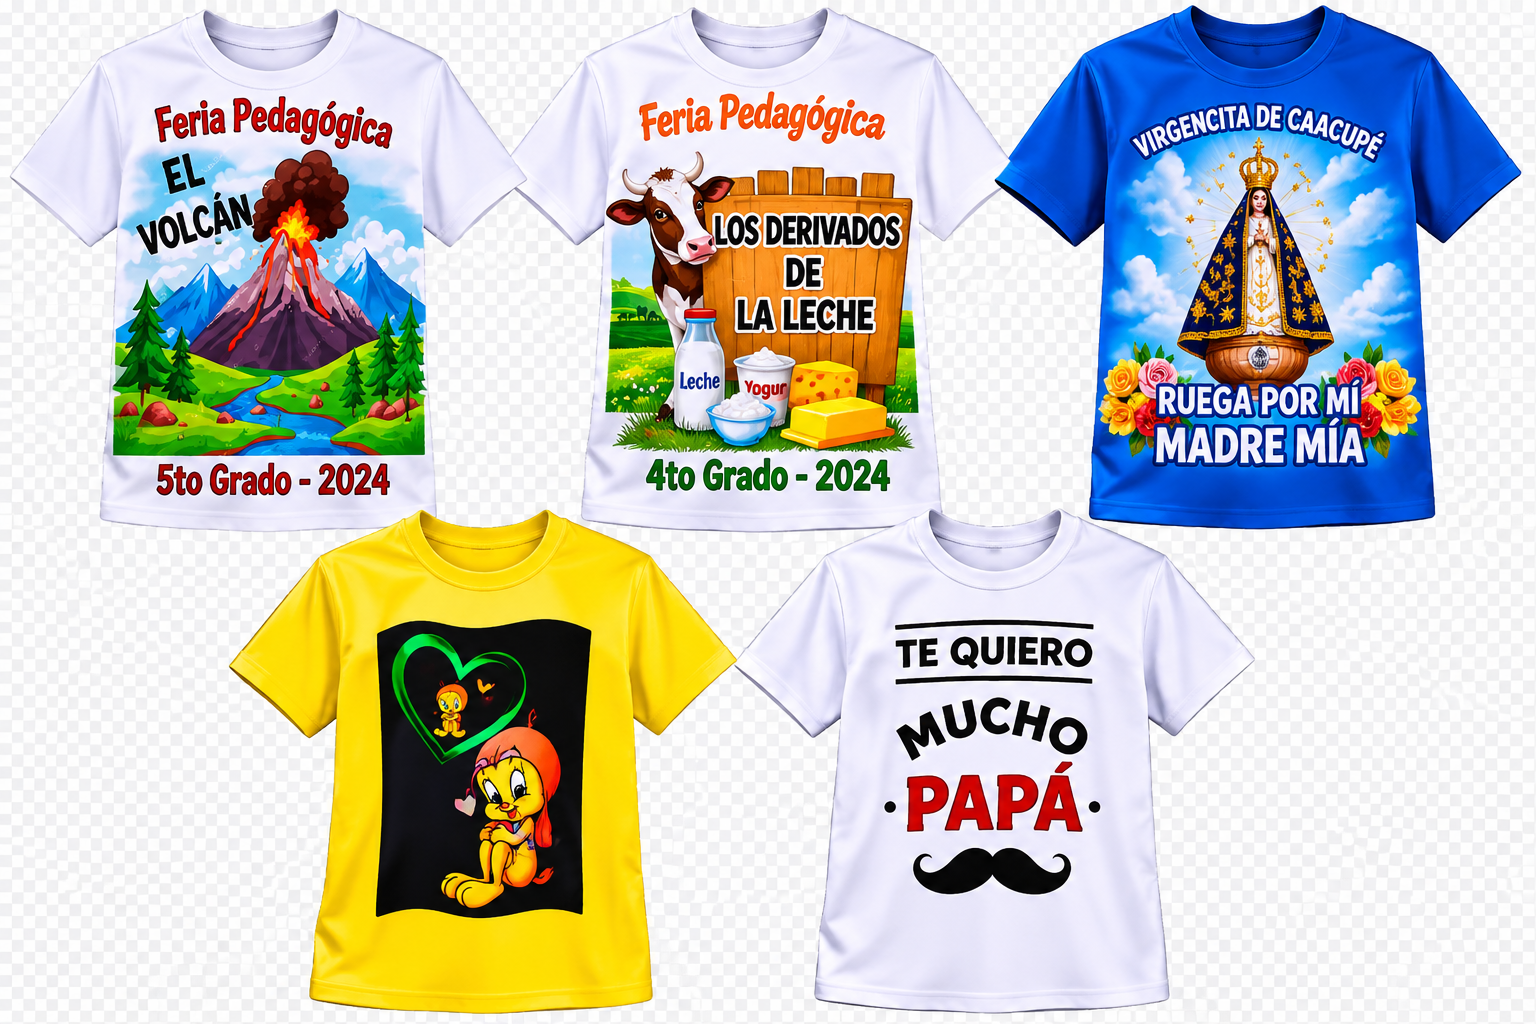 Feria Pedagógica
EL
VOLCÁN
5to Grado - 2024
Feria Pedagógica
LOS DERIVADOS
DE
LA LECHE
Leche
Yogur
4to Grado - 2024
VIRGENCITA DE CAACUPÉ
RUEGA POR MÍ
MADRE MÍA
TE QUIERO
MUCHO
PAPÁ